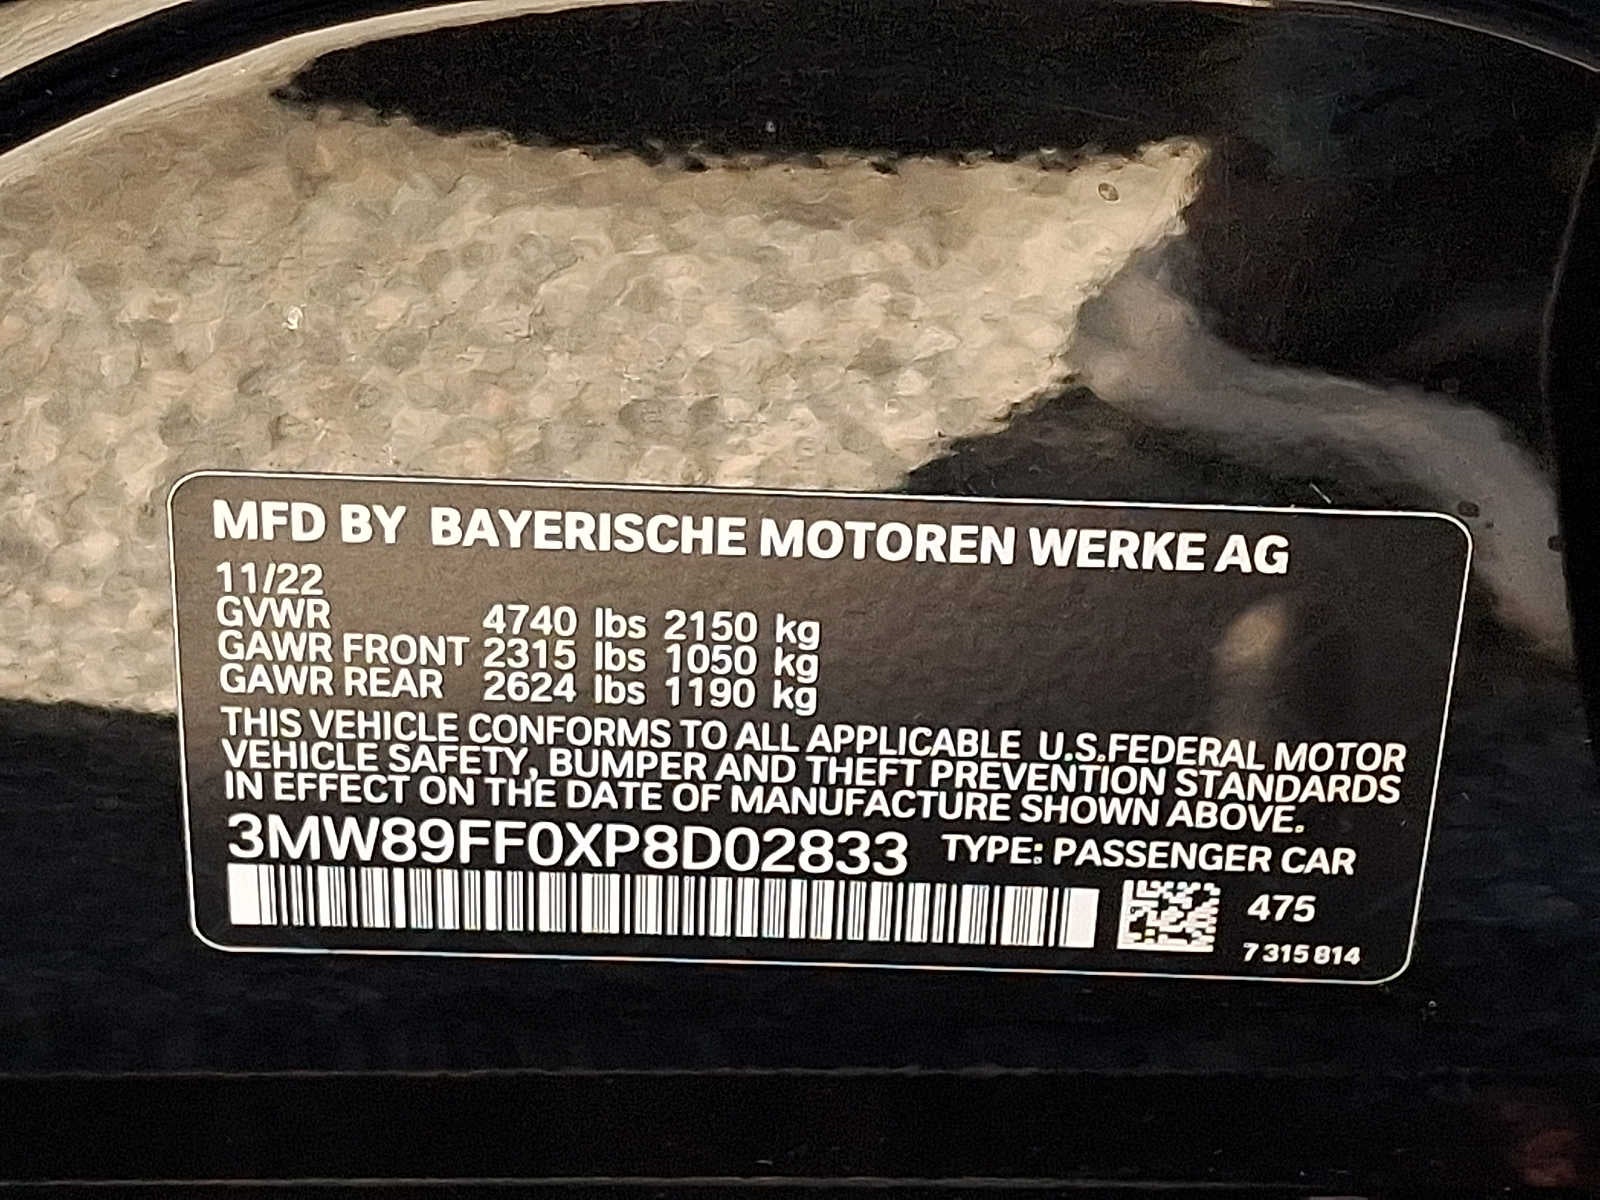 MFD BY BAYERISCHE MOTOREN WERKE AG
11/22
GVWR 4740 lbs 2150 kg
GAWR FRONT 2315 lbs 1050 kg
GAWR REAR 2624 lbs 1190 kg
THIS VEHICLE CONFORMS TO ALL APPLICABLE U.S.FEDERAL MOTOR
VEHICLE SAFETY, BUMPER AND THEFT PREVENTION STANDARDS
IN EFFECT ON THE DATE OF MANUFACTURE SHOWN ABOVE.
3MW89FF0XP8D02833 TYPE: PASSENGER CAR
475
7 315 814